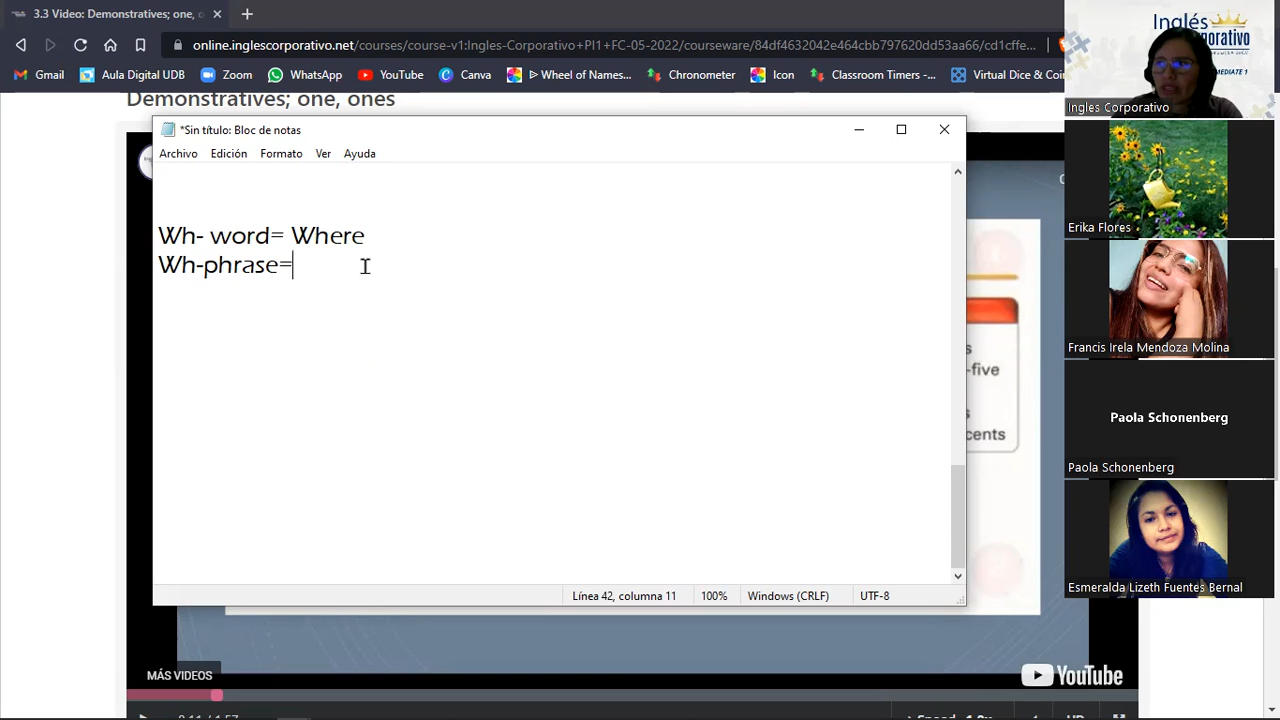 3.3 Video: Demonstratives; one, o
online.inglescorporativo.net/courses/course-v1:Ingles-Corporativo+PI1+FC-05-2022/courseware/84df4632042e464cbb797620dd53aa66/cd1cffe...
Gmail Aula Digital UDB Zoom WhatsApp YouTube Canva ▷ Wheel of Names... Chronometer Icon Classroom Timers -... Virtual Dice & Coin
Demonstratives; one, ones
*Sin título: Bloc de notas
Archivo Edición Formato Ver Ayuda
Wh- word= Where
Wh-phrase=
s
-five
s
cents
Línea 42, columna 11 100% Windows (CRLF) UTF-8
MÁS VIDEOS
YouTube
Inglés
orporativo
MEDIATE 1
Ingles Corporativo
Erika Flores
Francis Irela Mendoza Molina
Paola Schonenberg
Paola Schonenberg
Esmeralda Lizeth Fuentes Bernal